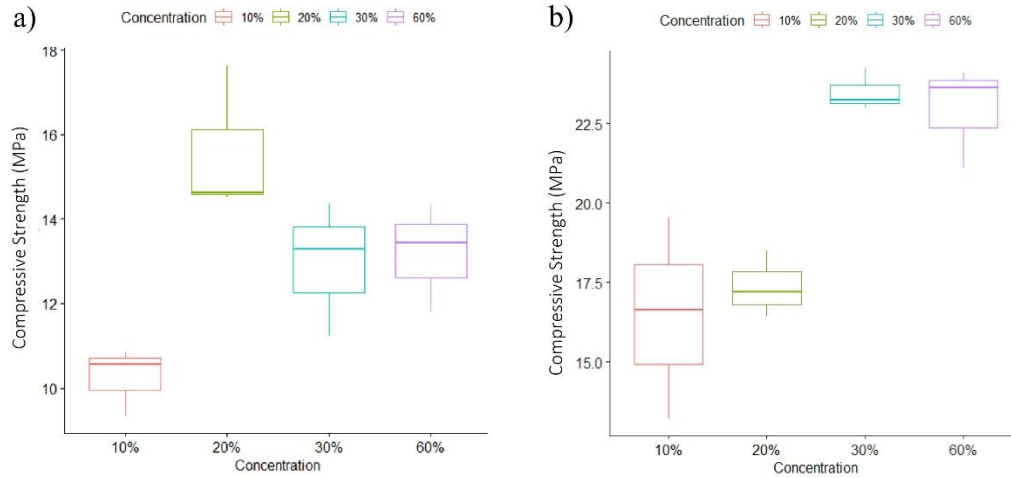 a)
Concentration 10% 20% 30% 60%
18
16
14
12
10
Compressive Strength (MPa)
10% 20% 30% 60%
Concentration
b)
Concentration 10% 20% 30% 60%
22.5
20.0
17.5
15.0
Compressive Strength (MPa)
10% 20% 30% 60%
Concentration